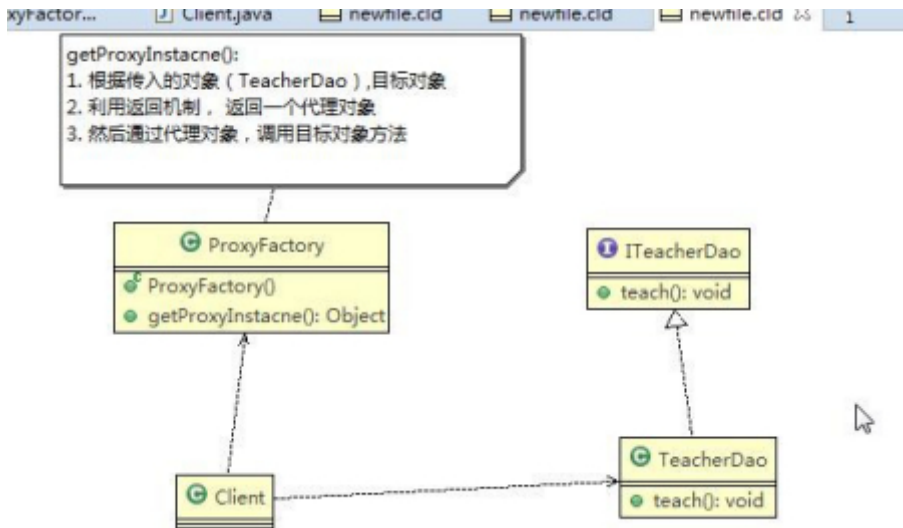 xyFactor...
Client.java
newfile.cld
newfile.cld
newfile.cld
1
getProxyInstacne():
1. 根据传入的对象（TeacherDao）,目标对象
2. 利用返回机制， 返回一个代理对象
3. 然后通过代理对象，调用目标对象方法
ProxyFactory
ProxyFactory()
getProxyInstacne(): Object
ITeacherDao
teach(): void
Client
TeacherDao
teach(): void